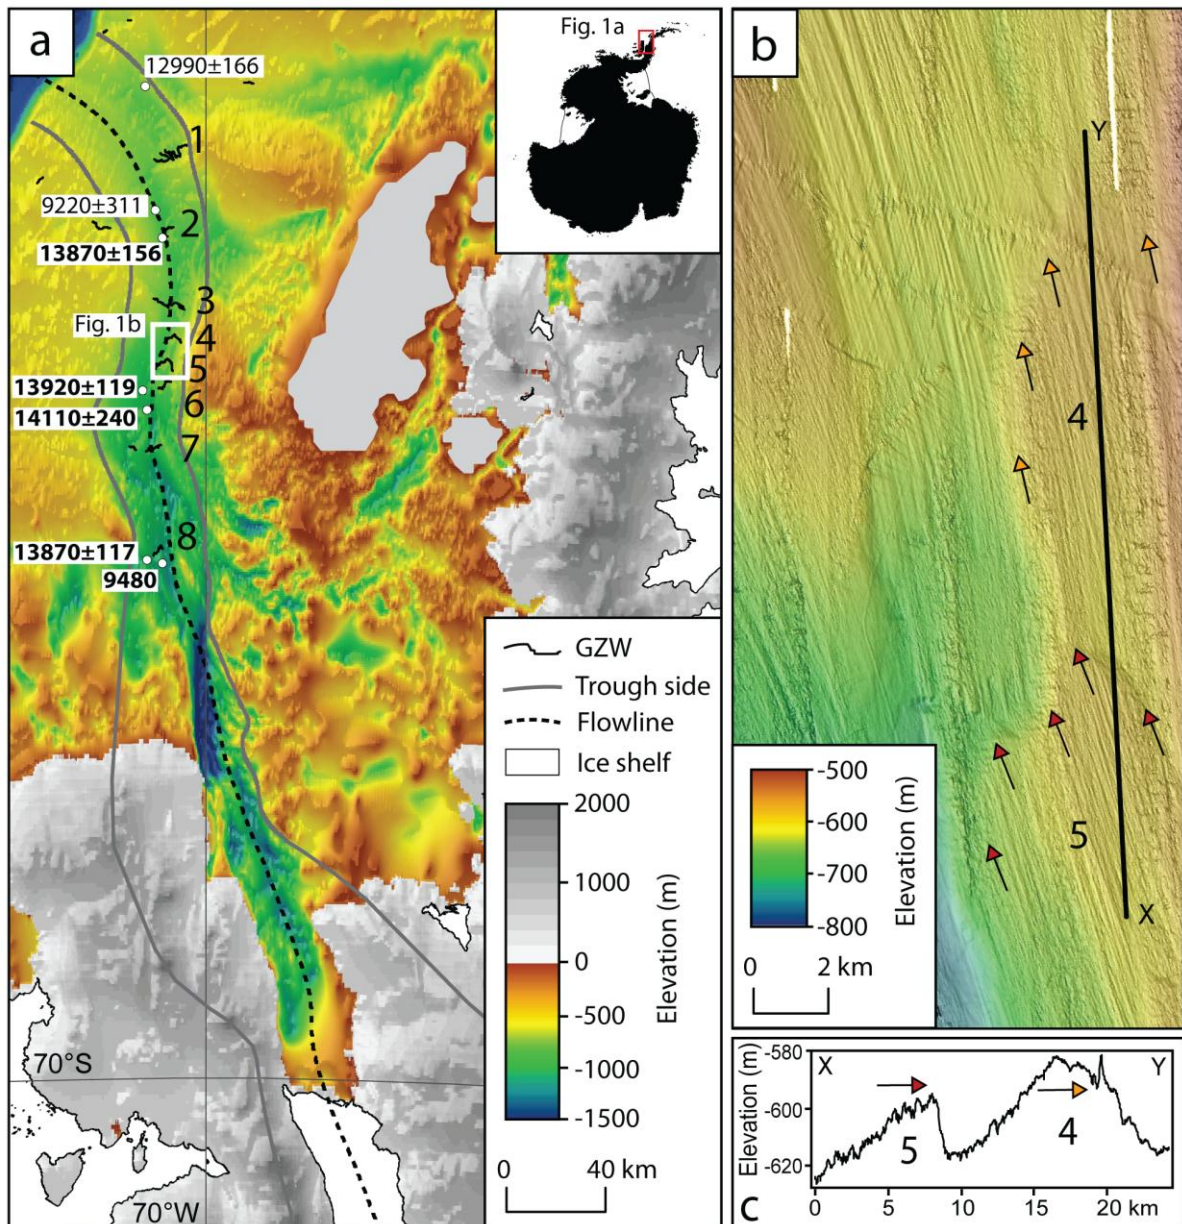 a
Fig. 1a
12990±166
1
9220±311
2
13870±156
3
Fig. 1b
4
5
13920±119
6
14110±240
7
8
13870±117
9480
GZW
Trough side
Flowline
Ice shelf
2000
1000
0
-500
-1000
-1500
Elevation (m)
0 40 km
70°S
70°W
b
Y
4
5
X
-500
-600
-700
-800
Elevation (m)
0 2 km
c
Elevation (m)
-580
-600
-620
X Y
5 4
0 5 10 15 20 km